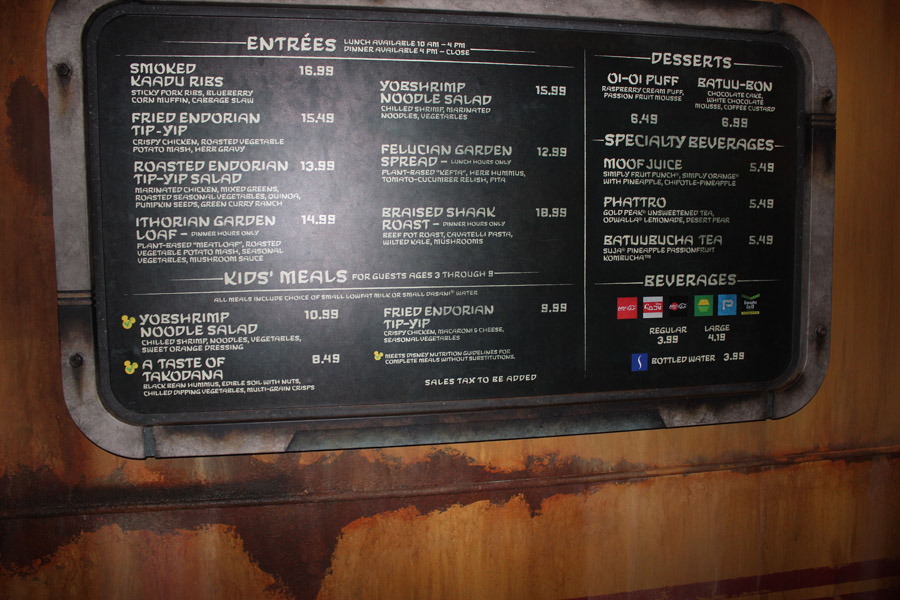 ENTRÉES LUNCH AVAILABLE 10 AM – 4 PM
DINNER AVAILABLE 4 PM – CLOSE
SMOKED 16.99
KAADU RIBS
STICKY PORK RIBS, BLUEBERRY
CORN MUFFIN, CABBAGE SLAW
FRIED ENDORIAN 15.49
TIP-YIP
CRISPY CHICKEN, ROASTED VEGETABLE
POTATO MASH, HERB GRAVY
ROASTED ENDORIAN 13.99
TIP-YIP SALAD
MARINATED CHICKEN, MIXED GREENS,
ROASTED SEASONAL VEGETABLES, QUINOA,
PUMPKIN SEEDS, GREEN CURRY RANCH
ITHORIAN GARDEN 14.99
LOAF – DINNER HOURS ONLY
PLANT-BASED "MEATLOAF", ROASTED
VEGETABLE POTATO MASH, SEASONAL
VEGETABLES, MUSHROOM SAUCE
YOBSHRIMP 15.99
NOODLE SALAD
CHILLED SHRIMP, MARINATED
NOODLES, VEGETABLES
FELUCIAN GARDEN 12.99
SPREAD – LUNCH HOURS ONLY
PLANT-BASED "KEFTA", HERB HUMMUS,
TOMATO-CUCUMBER RELISH, PITA
BRAISED SHAAK 18.99
ROAST – DINNER HOURS ONLY
BEEF POT ROAST, CAVATELLI PASTA,
WILTED KALE, MUSHROOMS
KIDS' MEALS FOR GUESTS AGES 3 THROUGH 9
ALL MEALS INCLUDE CHOICE OF SMALL LOWFAT MILK OR SMALL DASANI® WATER
YOBSHRIMP 10.99
NOODLE SALAD
CHILLED SHRIMP, NOODLES, VEGETABLES,
SWEET ORANGE DRESSING
A TASTE OF 8.49
TAKODANA
BLACK BEAN HUMMUS, EDIBLE SOIL WITH NUTS,
CHILLED DIPPING VEGETABLES, MULTI-GRAIN CRISPS
FRIED ENDORIAN 9.99
TIP-YIP
CRISPY CHICKEN, MACARONI & CHEESE,
SEASONAL VEGETABLES
MEETS DISNEY NUTRITION GUIDELINES FOR
COMPLETE MEALS WITHOUT SUBSTITUTIONS.
SALES TAX TO BE ADDED
DESSERTS
OI-OI PUFF
RASPBERRY CREAM PUFF,
PASSION FRUIT MOUSSE
6.49
BATUU-BON
CHOCOLATE CAKE,
WHITE CHOCOLATE
MOUSSE, COFFEE CUSTARD
6.99
SPECIALTY BEVERAGES
MOOF JUICE 5.49
SIMPLY FRUIT PUNCH®, SIMPLY ORANGE®
WITH PINEAPPLE, CHIPOTLE-PINEAPPLE
PHATTRO 5.49
GOLD PEAK® UNSWEETENED TEA,
ODWALLA® LEMONADE, DESERT PEAR
BATUUBUCHA TEA 5.49
SUJA® PINEAPPLE PASSIONFRUIT
KOMBUCHA™
BEVERAGES
REGULAR LARGE
3.99 4.19
BOTTLED WATER 3.99